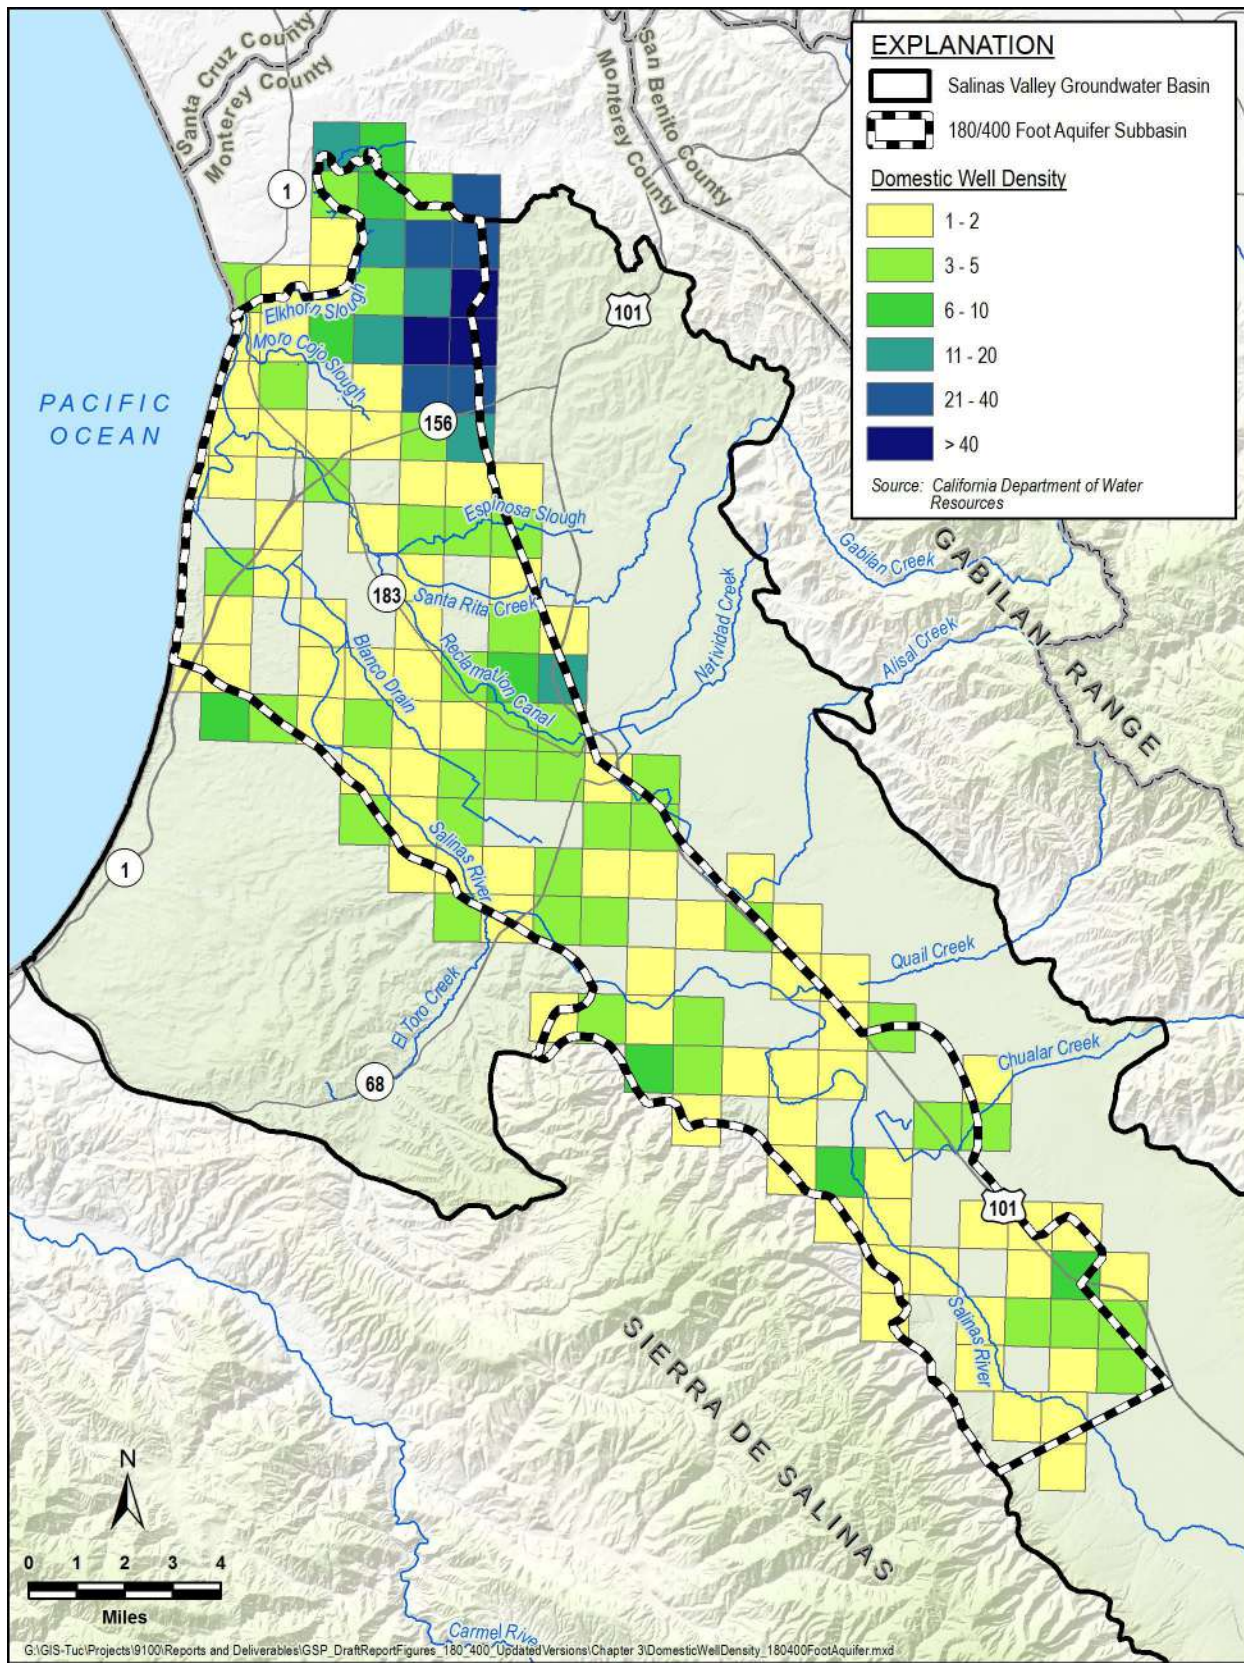 Santa Cruz County
Monterey County
San Benito County
Monterey County
EXPLANATION
Salinas Valley Groundwater Basin
180/400 Foot Aquifer Subbasin
Domestic Well Density
1 - 2
3 - 5
6 - 10
11 - 20
21 - 40
> 40
Source: California Department of Water
Resources
1
101
Elkhorn Slough
Moro Cojo Slough
PACIFIC
OCEAN
156
Espinosa Slough
GABILAN RANGE
Gabilan Creek
183
Santa Rita Creek
Natividad Creek
Alisal Creek
Blanco Drain
Reclamation Canal
Salinas River
1
Quail Creek
El Toro Creek
Chualar Creek
68
101
Salinas River
SIERRA DE SALINAS
N
0 1 2 3 4
Miles
Carmel Rive
G:\GIS-Tuc\Projects\9100\Reports and Deliverables\GSP_DraftReportFigures_180_400_UpdatedVersions\Chapter 3\DomesticWellDensity_180400FootAquifer.mxd